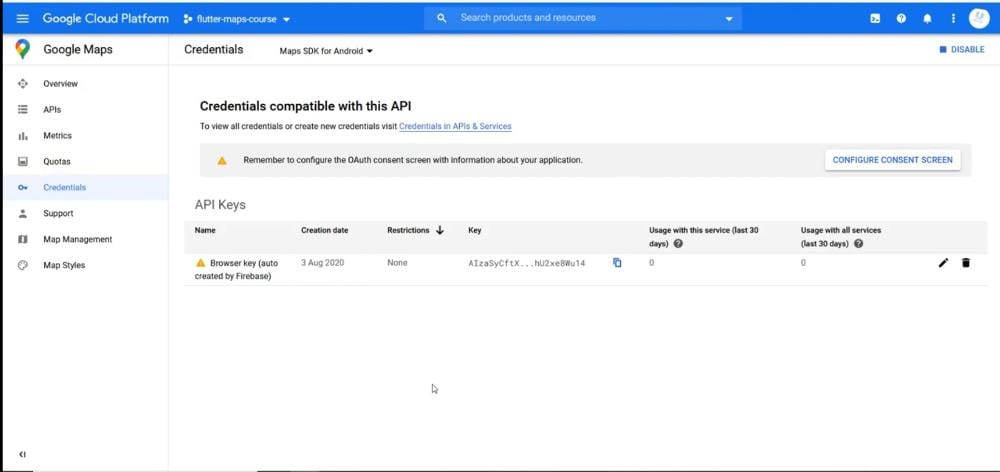 Google Cloud Platform
flutter-maps-course
Search products and resources
Google Maps
Credentials
Maps SDK for Android
DISABLE
Overview
APIs
Metrics
Quotas
Credentials
Support
Map Management
Map Styles
Credentials compatible with this API
To view all credentials or create new credentials visit Credentials in APIs & Services
Remember to configure the OAuth consent screen with information about your application.
CONFIGURE CONSENT SCREEN
API Keys
Name Creation date Restrictions Key Usage with this service (last 30 days) Usage with all services (last 30 days)
Browser key (auto created by Firebase) 3 Aug 2020 None AIzaSyCftX...hU2xe8Wu14 0 0